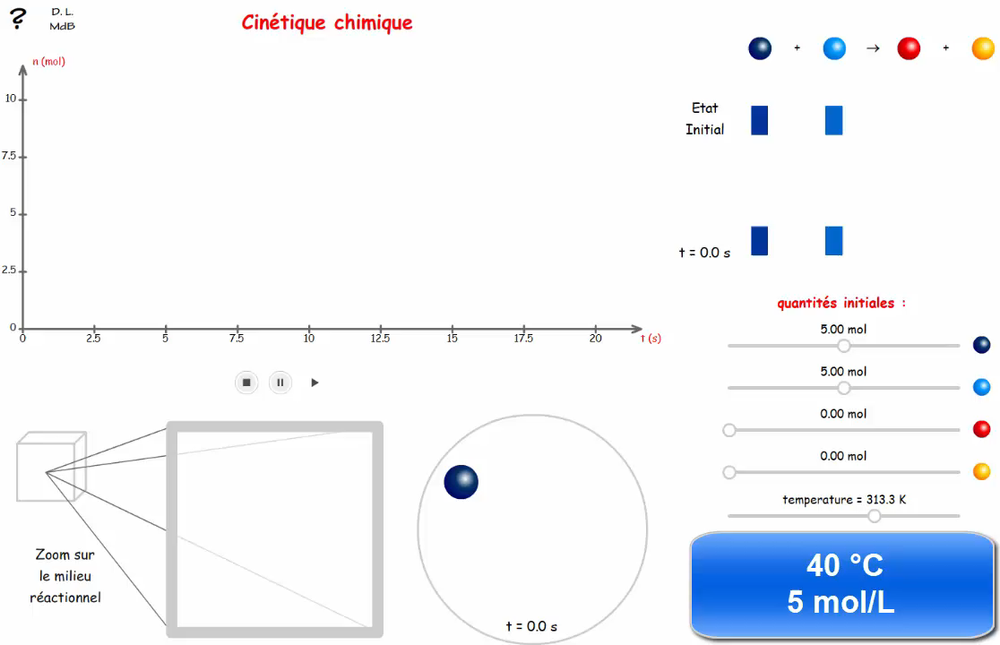 ?
D. L.
MdB
Cinétique chimique
n (mol)
10
7.5
5
2.5
0
0 2.5 5 7.5 10 12.5 15 17.5 20 t (s)
+ → +
Etat
Initial
t = 0.0 s
quantités initiales :
5.00 mol
5.00 mol
0.00 mol
0.00 mol
temperature = 313.3 K
40 °C
5 mol/L
Zoom sur
le milieu
réactionnel
t = 0.0 s